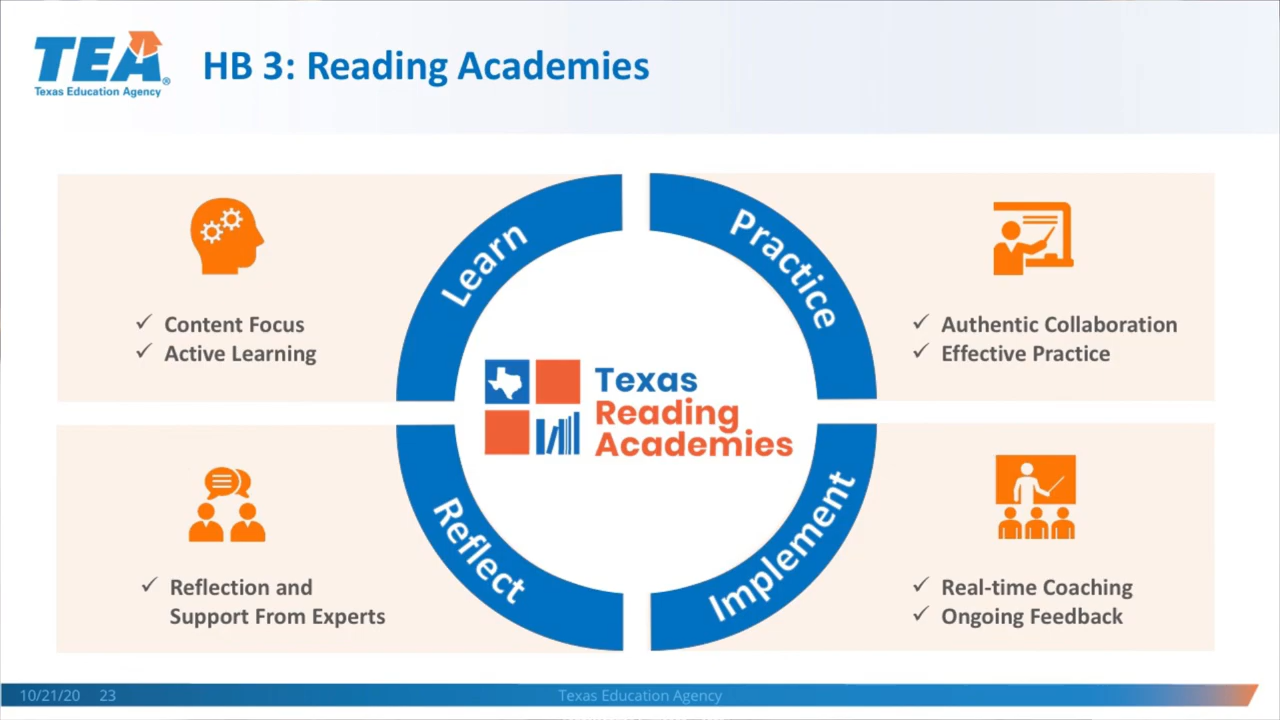 TEA®
Texas Education Agency
HB 3: Reading Academies
Learn
✓ Content Focus
✓ Active Learning
Practice
✓ Authentic Collaboration
✓ Effective Practice
Texas
Reading
Academies
Reflect
✓ Reflection and
Support From Experts
Implement
✓ Real-time Coaching
✓ Ongoing Feedback
10/21/20 23
Texas Education Agency